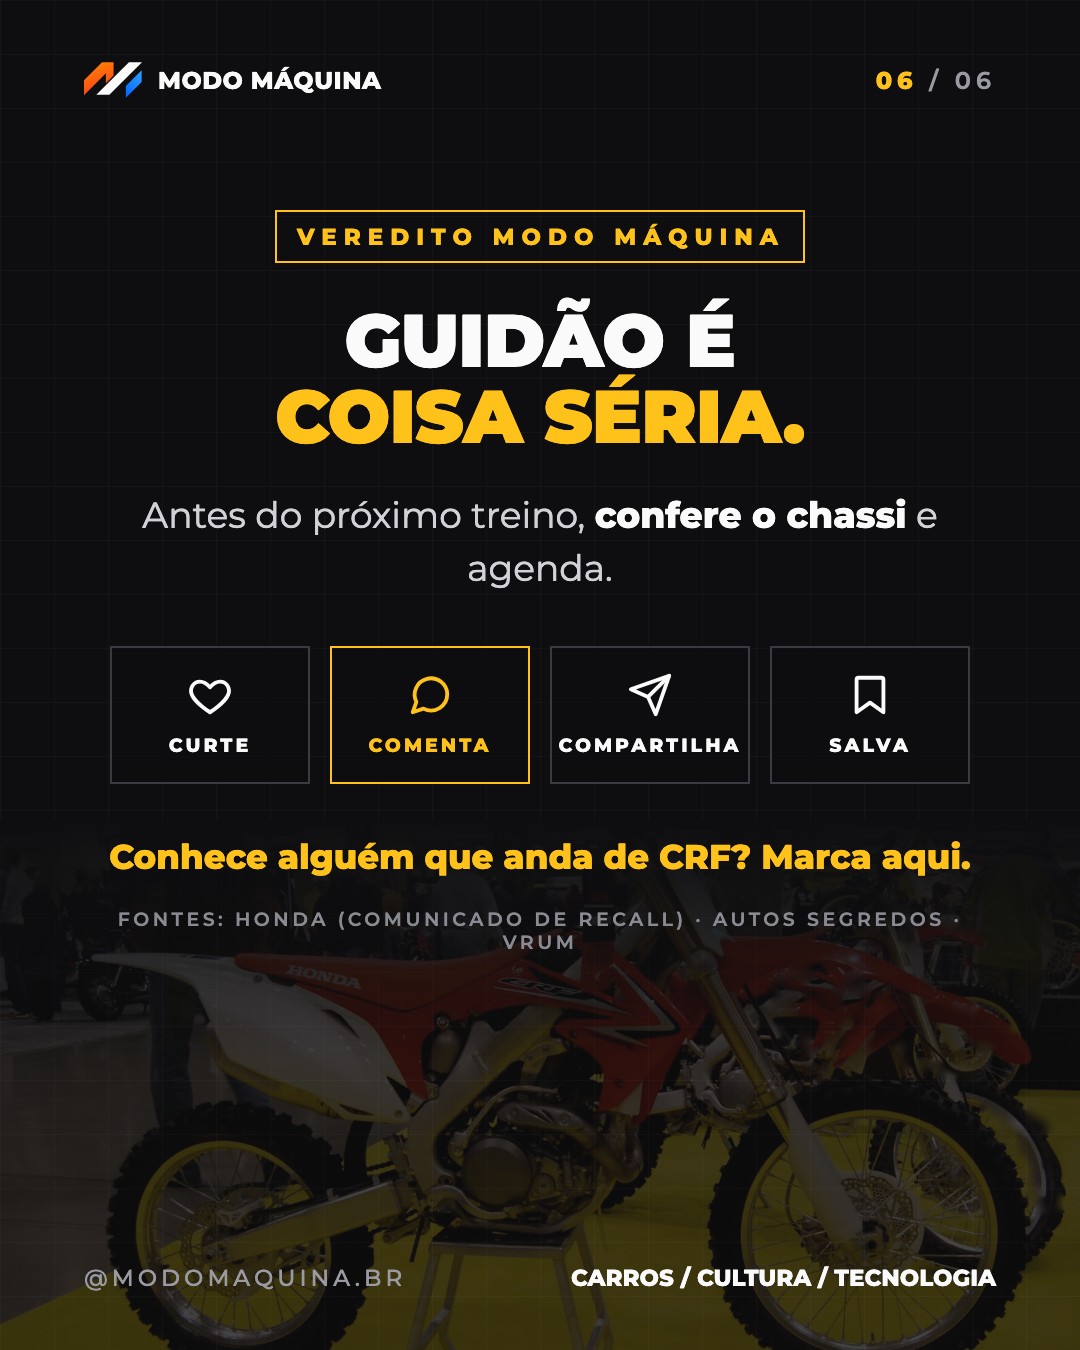 MODO MÁQUINA
06 / 06
VEREDITO MODO MÁQUINA
GUIDÃO É
COISA SÉRIA.
Antes do próximo treino, confere o chassi e
agenda.
CURTE
COMENTA
COMPARTILHA
SALVA
Conhece alguém que anda de CRF? Marca aqui.
FONTES: HONDA (COMUNICADO DE RECALL) · AUTOS SEGREDOS ·
VRUM
HONDA
CRF
@MODOMAQUINA.BR
CARROS / CULTURA / TECNOLOGIA